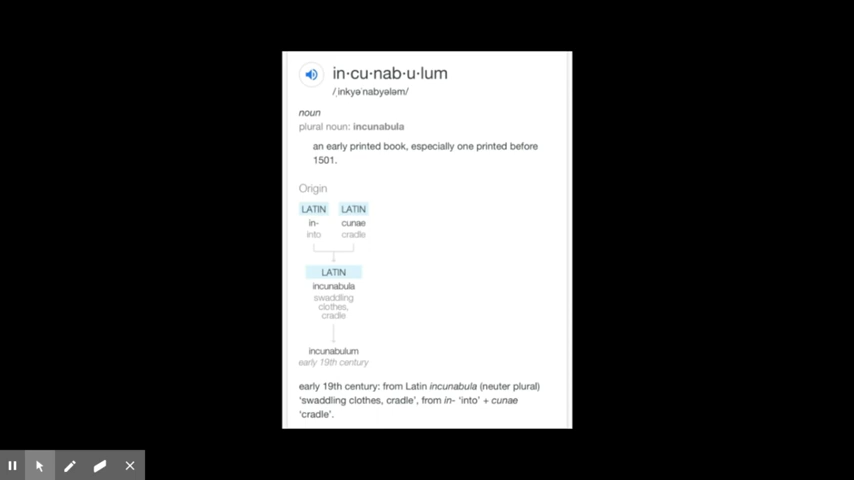 in·cu·nab·u·lum
/ˌinkyəˈnabyələm/
noun
plural noun: incunabula
an early printed book, especially one printed before
1501.
Origin
LATIN LATIN
in- cunae
into cradle
LATIN
incunabula
swaddling
clothes,
cradle
incunabulum
early 19th century
early 19th century: from Latin incunabula (neuter plural)
‘swaddling clothes, cradle’, from in- ‘into’ + cunae
‘cradle’.